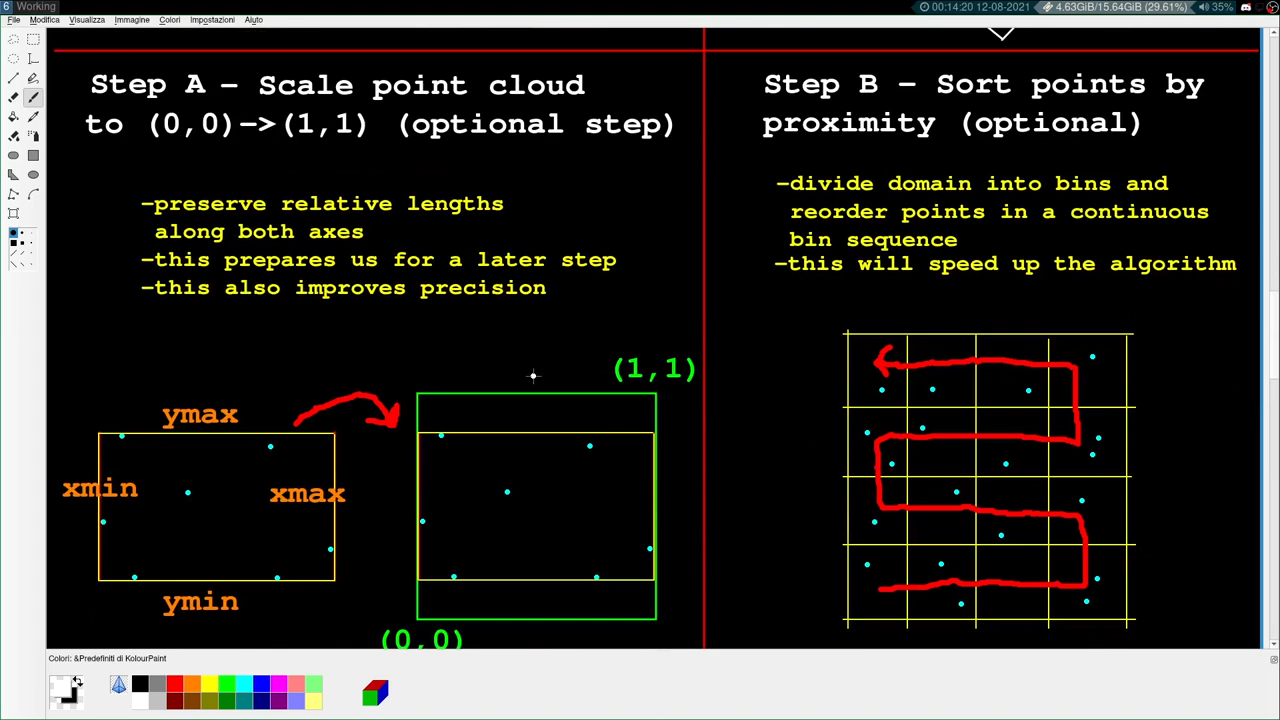 6 Working
00:14:20 12-08-2021
4.63GiB/15.64GiB (29.61%)
35%
File Modifica Visualizza Immagine Colori Impostazioni Aiuto
Step A - Scale point cloud
to (0,0)->(1,1) (optional step)
-preserve relative lengths
along both axes
-this prepares us for a later step
-this also improves precision
(1,1)
ymax
xmin
xmax
ymin
(0,0)
Step B - Sort points by
proximity (optional)
-divide domain into bins and
reorder points in a continuous
bin sequence
-this will speed up the algorithm
Colori: &Predefiniti di KolourPaint